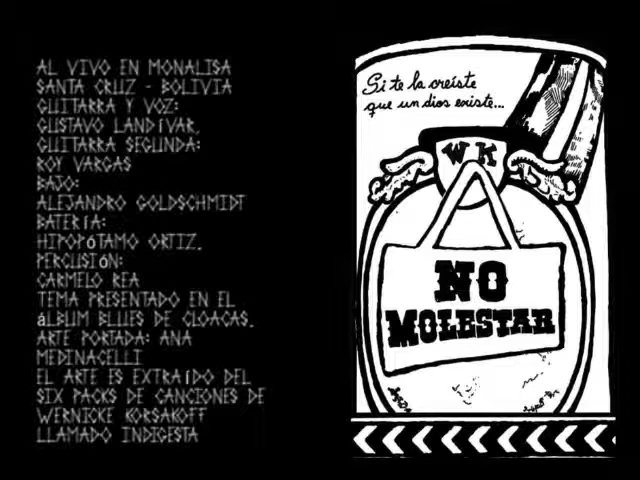 AL VIVO EN MONALISA
SANTA CRUZ - BOLIVIA
GUITARRA Y VOZ:
GUSTAVO LANDÍVAR.
GUITARRA SEGUNDA:
ROY VARGAS
BAJO:
ALEJANDRO GOLDSCHMIDT
BATERÍA:
HIPOPÓTAMO ORTIZ.
PERCUSIÓN:
CARMELO REA
TEMA PRESENTADO EN EL
áLBUM BLUES DE CLOACAS.
ARTE PORTADA: ANA
MEDINACELLI
EL ARTE ES EXTRAÍDO DEL
SIX PACKS DE CANCIONES DE
WERNICKE KORSAKOFF
LLAMADO INDIGESTA
Si te la creíste
que un dios existe...
WK
NO
MOLESTAR